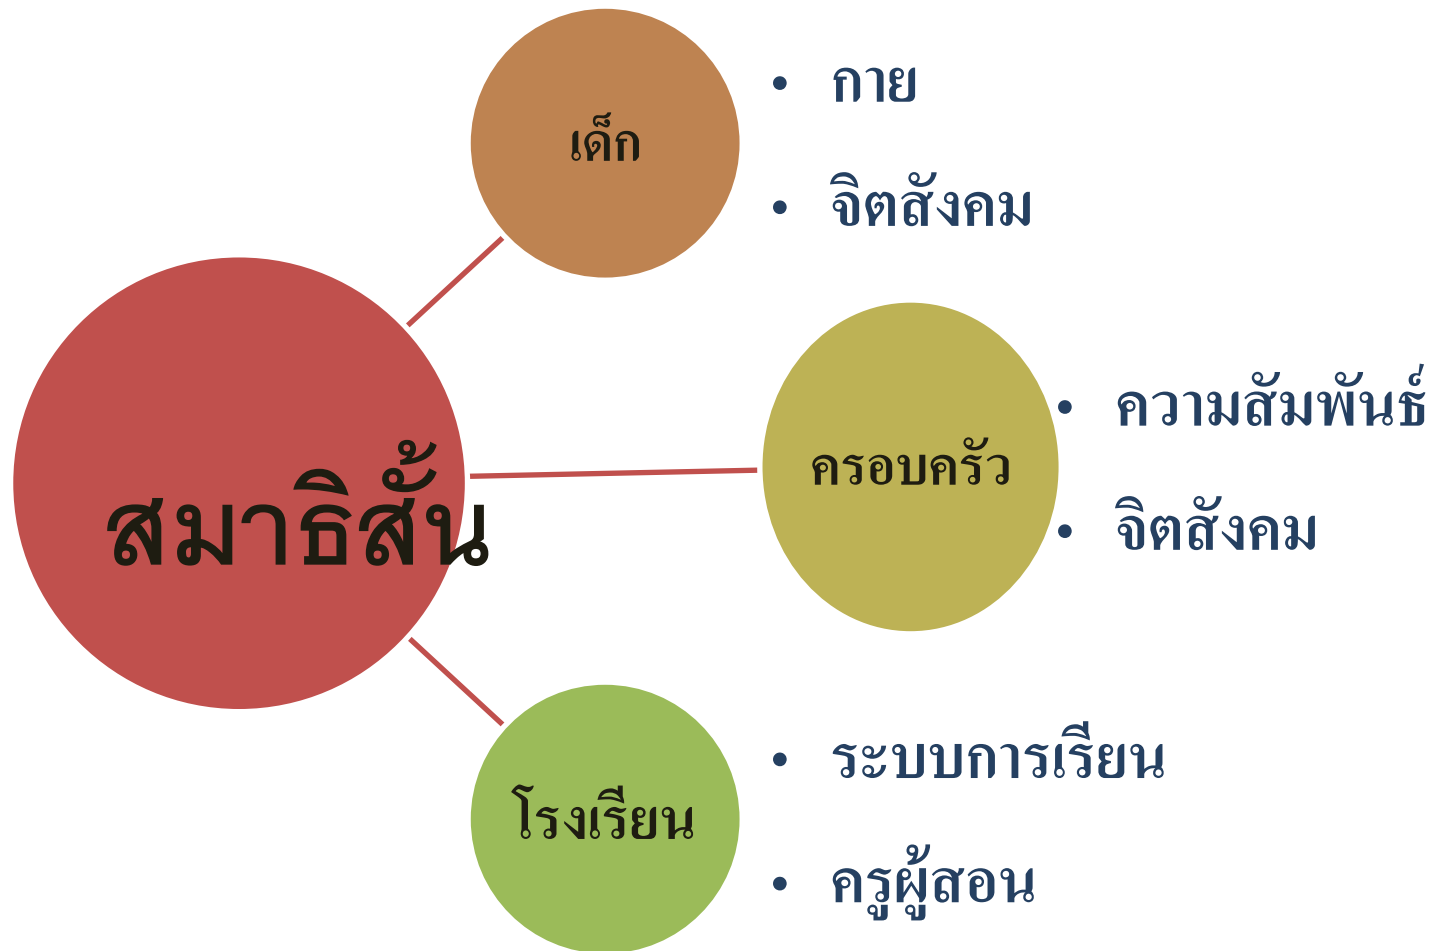 เด็ก
• กาย
• จิตสังคม
สมาธิสั้น
ครอบครัว
• ความสัมพันธ์
• จิตสังคม
โรงเรียน
• ระบบการเรียน
• ครูผู้สอน